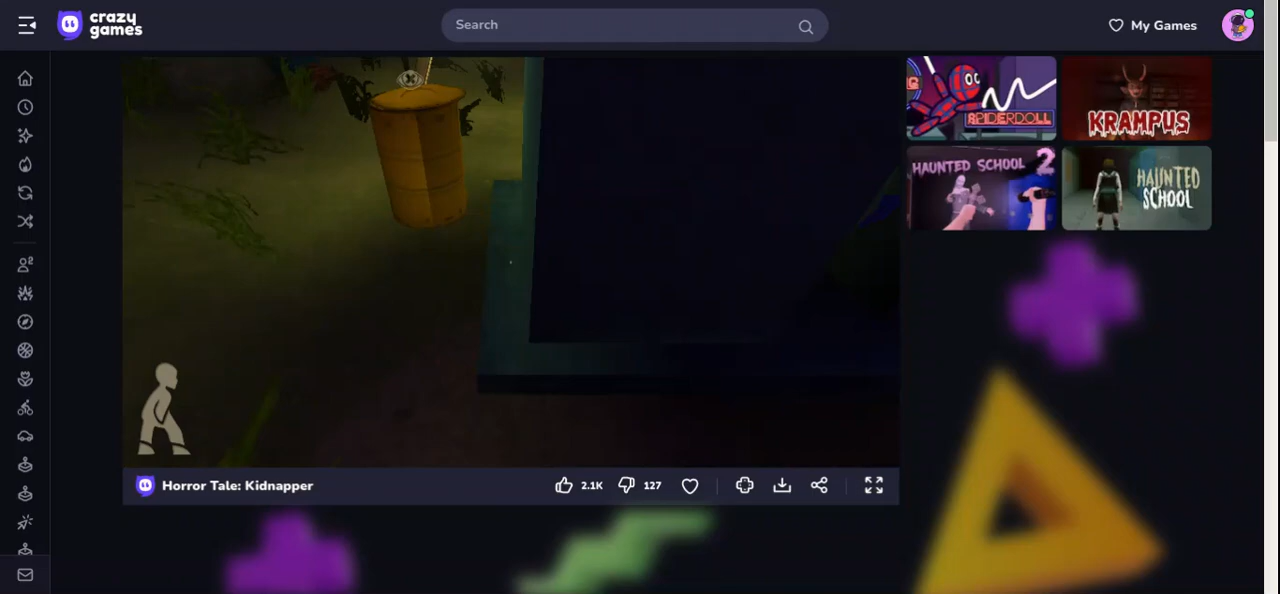 crazy
games
Search
My Games
SPIDERDOLL
KRAMPUS
HAUNTED SCHOOL 2
HAUNTED
SCHOOL
Horror Tale: Kidnapper
2.1K
127